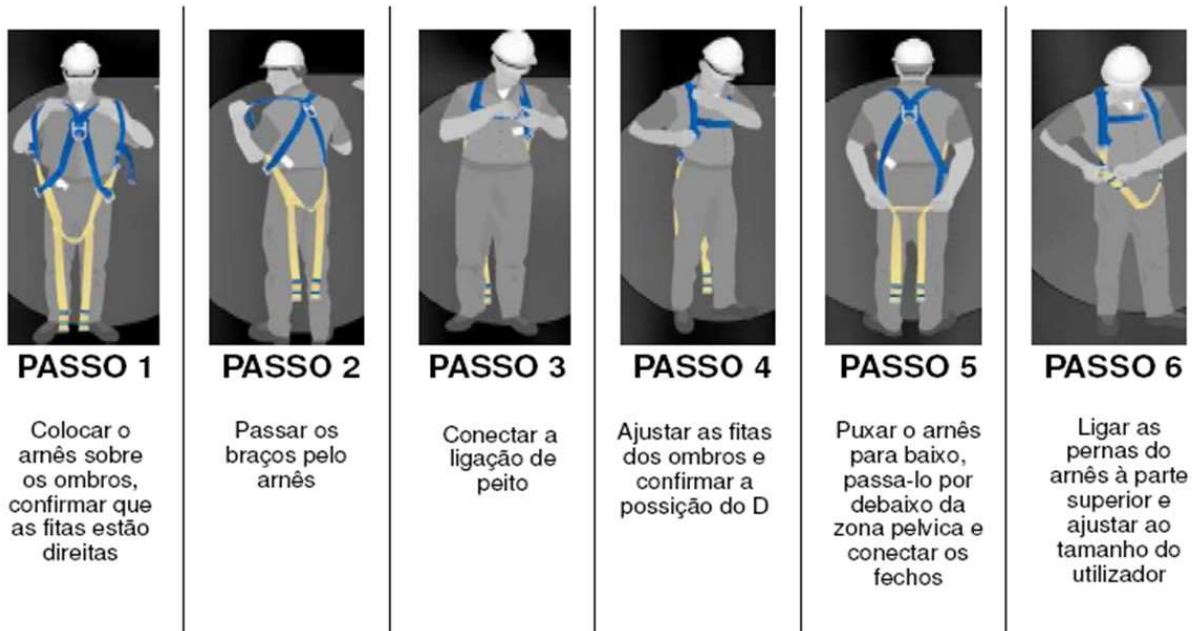 PASSO 1
Colocar o
arnês sobre
os ombros,
confirmar que
as fitas estão
direitas
PASSO 2
Passar os
braços pelo
arnês
PASSO 3
Conectar a
ligação de
peito
PASSO 4
Ajustar as fitas
dos ombros e
confirmar a
possição do D
PASSO 5
Puxar o arnês
para baixo,
passa-lo por
debaixo da
zona pelvica e
conectar os
fechos
PASSO 6
Ligar as
pernas do
arnês à parte
superior e
ajustar ao
tamanho do
utilizador